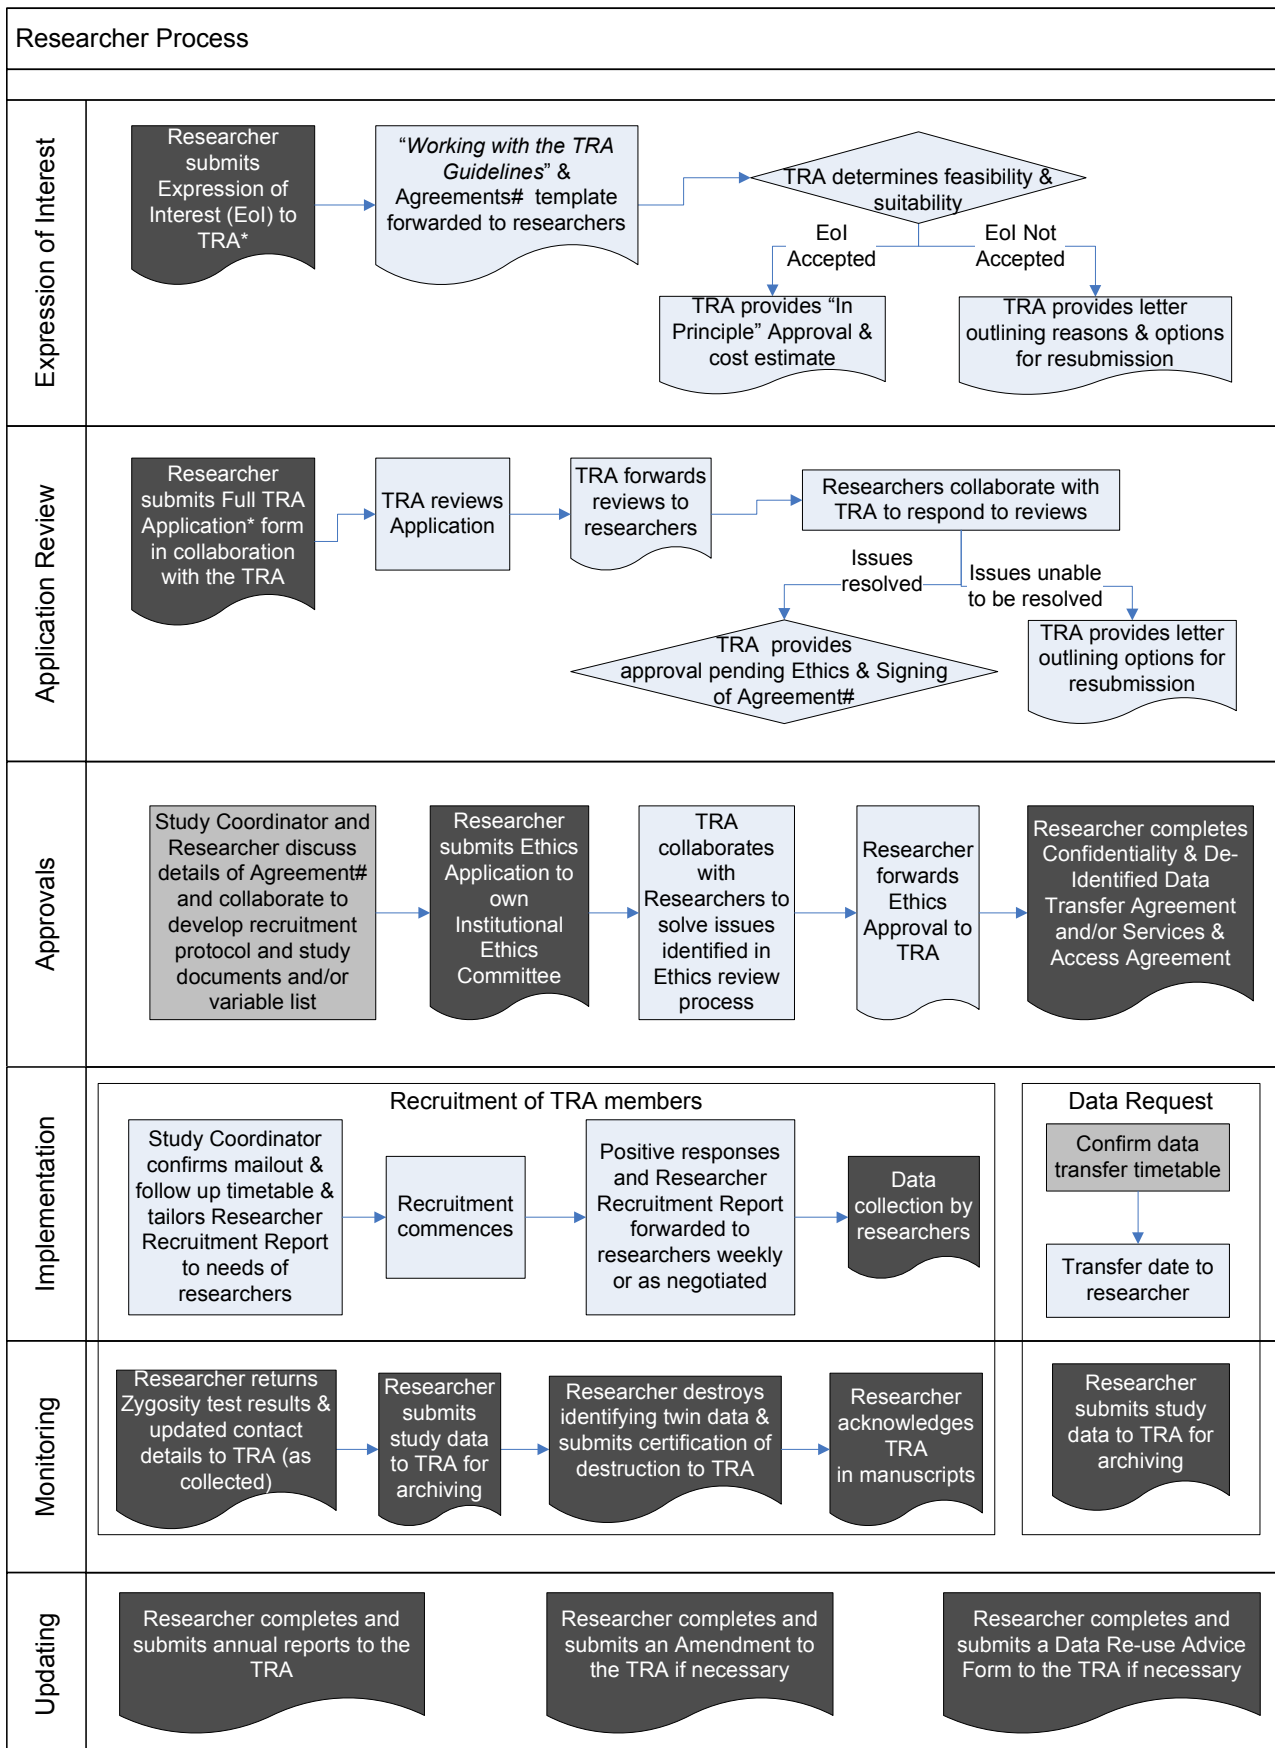 Researcher Process
Expression of Interest
Researcher
submits
Expression of
Interest (EoI) to
TRA*
“Working with the TRA
Guidelines” &
Agreements# template
forwarded to researchers
TRA determines feasibility &
suitability
EoI
Accepted
EoI Not
Accepted
TRA provides “In
Principle” Approval &
cost estimate
TRA provides letter
outlining reasons & options
for resubmission
Application Review
Researcher
submits Full TRA
Application* form
in collaboration
with the TRA
TRA reviews
Application
TRA forwards
reviews to
researchers
Researchers collaborate with
TRA to respond to reviews
Issues
resolved
Issues unable
to be resolved
TRA provides
approval pending Ethics & Signing
of Agreement#
TRA provides letter
outlining options for
resubmission
Approvals
Study Coordinator and
Researcher discuss
details of Agreement#
and collaborate to
develop recruitment
protocol and study
documents and/or
variable list
Researcher
submits Ethics
Application to
own
Institutional
Ethics
Committee
TRA
collaborates
with
Researchers to
solve issues
identified in
Ethics review
process
Researcher
forwards
Ethics
Approval to
TRA
Researcher completes
Confidentiality & De-
Identified Data
Transfer Agreement
and/or Services &
Access Agreement
Implementation
Recruitment of TRA members
Study Coordinator
confirms mailout &
follow up timetable &
tailors Researcher
Recruitment Report
to needs of
researchers
Recruitment
commences
Positive responses
and Researcher
Recruitment Report
forwarded to
researchers weekly
or as negotiated
Data
collection by
researchers
Data Request
Confirm data
transfer timetable
Transfer date to
researcher
Monitoring
Researcher returns
Zygosity test results &
updated contact
details to TRA (as
collected)
Researcher
submits
study data
to TRA for
archiving
Researcher destroys
identifying twin data &
submits certification of
destruction to TRA
Researcher
acknowledges
TRA
in manuscripts
Researcher
submits study
data to TRA for
archiving
Updating
Researcher completes and
submits annual reports to the
TRA
Researcher completes and
submits an Amendment to
the TRA if necessary
Researcher completes and
submits a Data Re-use Advice
Form to the TRA if necessary